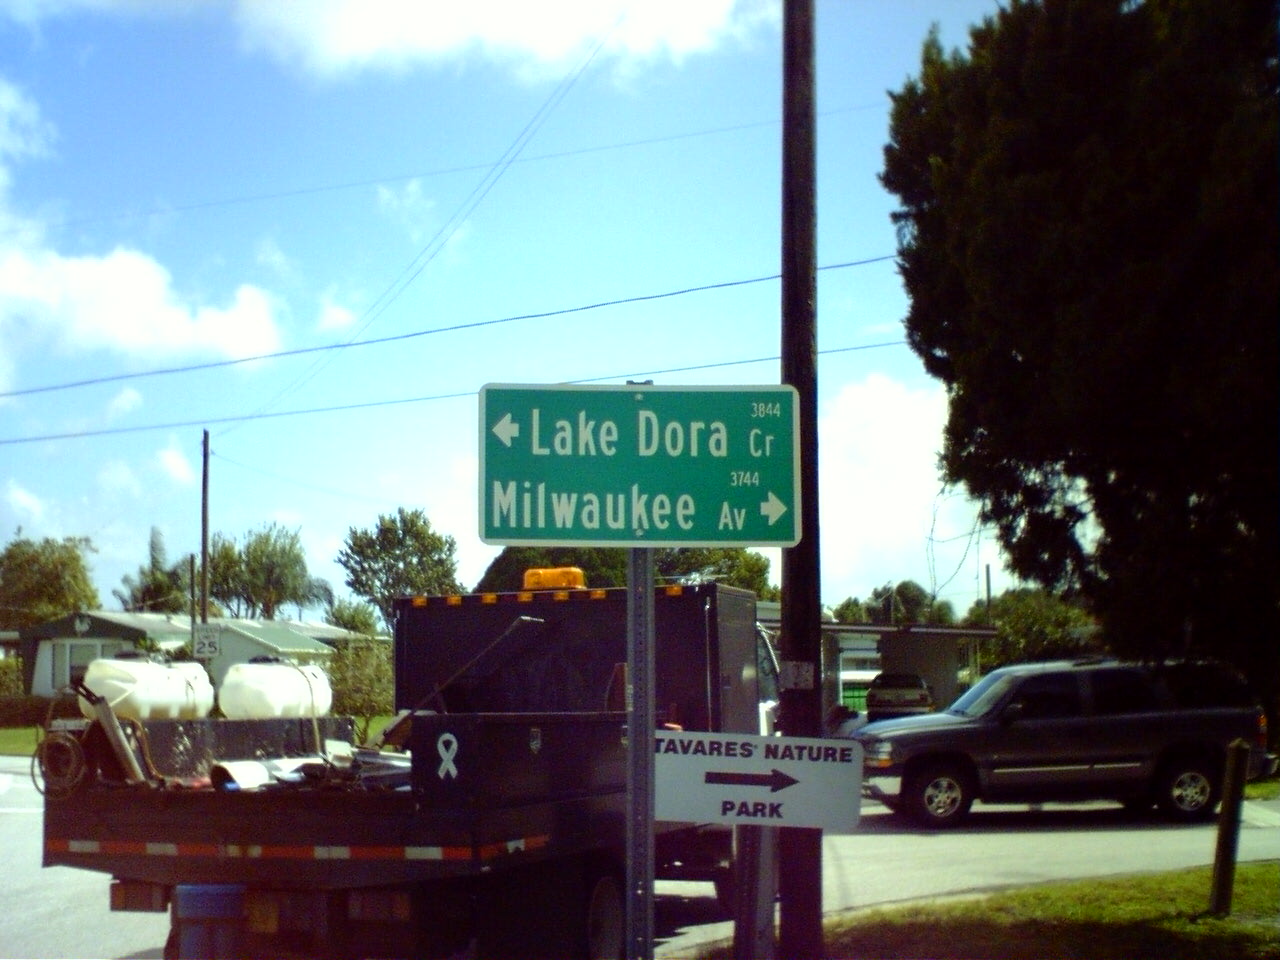 3844
Lake Dora Cr
3744
Milwaukee Av
25
TAVARES' NATURE
PARK